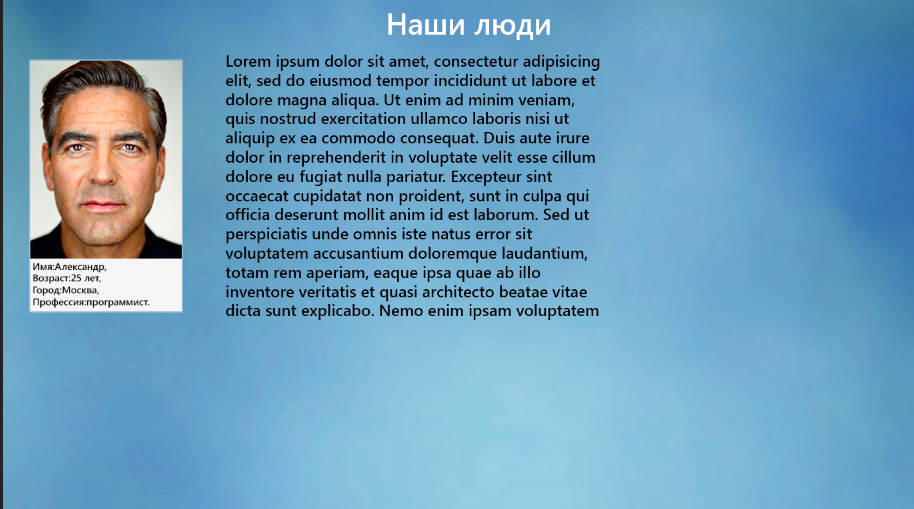 Наши люди
Lorem ipsum dolor sit amet, consectetur adipisicing
elit, sed do eiusmod tempor incididunt ut labore et
dolore magna aliqua. Ut enim ad minim veniam,
quis nostrud exercitation ullamco laboris nisi ut
aliquip ex ea commodo consequat. Duis aute irure
dolor in reprehenderit in voluptate velit esse cillum
dolore eu fugiat nulla pariatur. Excepteur sint
occaecat cupidatat non proident, sunt in culpa qui
officia deserunt mollit anim id est laborum. Sed ut
perspiciatis unde omnis iste natus error sit
voluptatem accusantium doloremque laudantium,
totam rem aperiam, eaque ipsa quae ab illo
inventore veritatis et quasi architecto beatae vitae
dicta sunt explicabo. Nemo enim ipsam voluptatem
Имя:Александр,
Возраст:25 лет,
Город:Москва,
Профессия:программист.